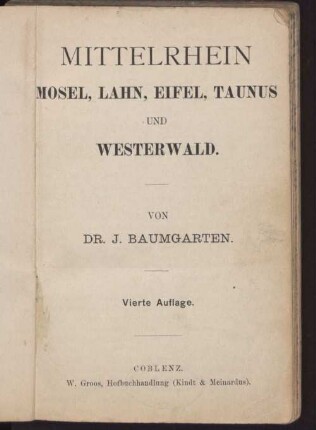 MITTELRHEIN
MOSEL, LAHN, EIFEL, TAUNUS
UND
WESTERWALD.
VON
DR. J. BAUMGARTEN.
Vierte Auflage.
COBLENZ.
W. Groos, Hofbuchhandlung (Kindt & Meinardus).